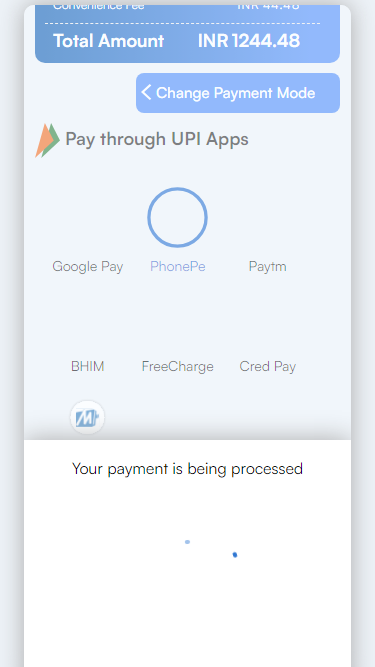 Convenience Fee INR 44.48
Total Amount INR 1244.48
Change Payment Mode
Pay through UPI Apps
Google Pay PhonePe Paytm
BHIM FreeCharge Cred Pay
Your payment is being processed